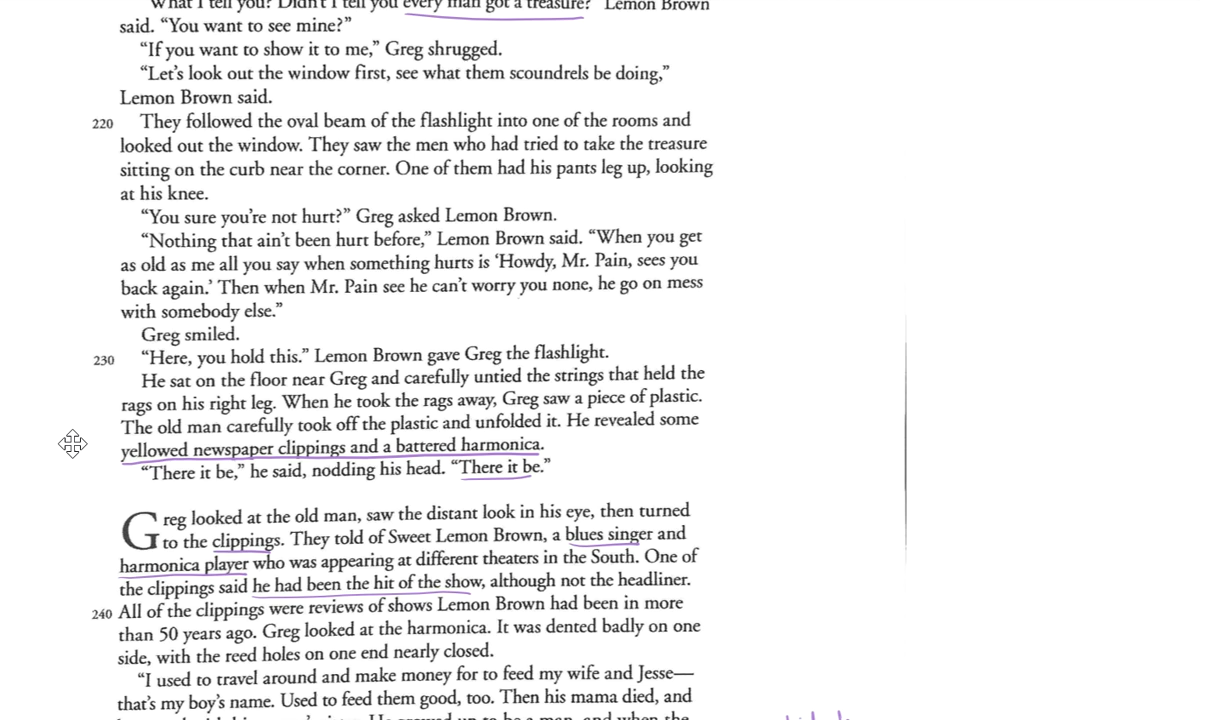 "What I tell you? Didn't I tell you every man got a treasure?" Lemon Brown
said. "You want to see mine?"
"If you want to show it to me," Greg shrugged.
"Let's look out the window first, see what them scoundrels be doing,"
Lemon Brown said.
220 They followed the oval beam of the flashlight into one of the rooms and
looked out the window. They saw the men who had tried to take the treasure
sitting on the curb near the corner. One of them had his pants leg up, looking
at his knee.
"You sure you're not hurt?" Greg asked Lemon Brown.
"Nothing that ain't been hurt before," Lemon Brown said. "When you get
as old as me all you say when something hurts is 'Howdy, Mr. Pain, sees you
back again.' Then when Mr. Pain see he can't worry you none, he go on mess
with somebody else."
Greg smiled.
230 "Here, you hold this." Lemon Brown gave Greg the flashlight.
He sat on the floor near Greg and carefully untied the strings that held the
rags on his right leg. When he took the rags away, Greg saw a piece of plastic.
The old man carefully took off the plastic and unfolded it. He revealed some
yellowed newspaper clippings and a battered harmonica.
"There it be," he said, nodding his head. "There it be."
Greg looked at the old man, saw the distant look in his eye, then turned
to the clippings. They told of Sweet Lemon Brown, a blues singer and
harmonica player who was appearing at different theaters in the South. One of
the clippings said he had been the hit of the show, although not the headliner.
240 All of the clippings were reviews of shows Lemon Brown had been in more
than 50 years ago. Greg looked at the harmonica. It was dented badly on one
side, with the reed holes on one end nearly closed.
"I used to travel around and make money for to feed my wife and Jesse—
that's my boy's name. Used to feed them good, too. Then his mama died, and